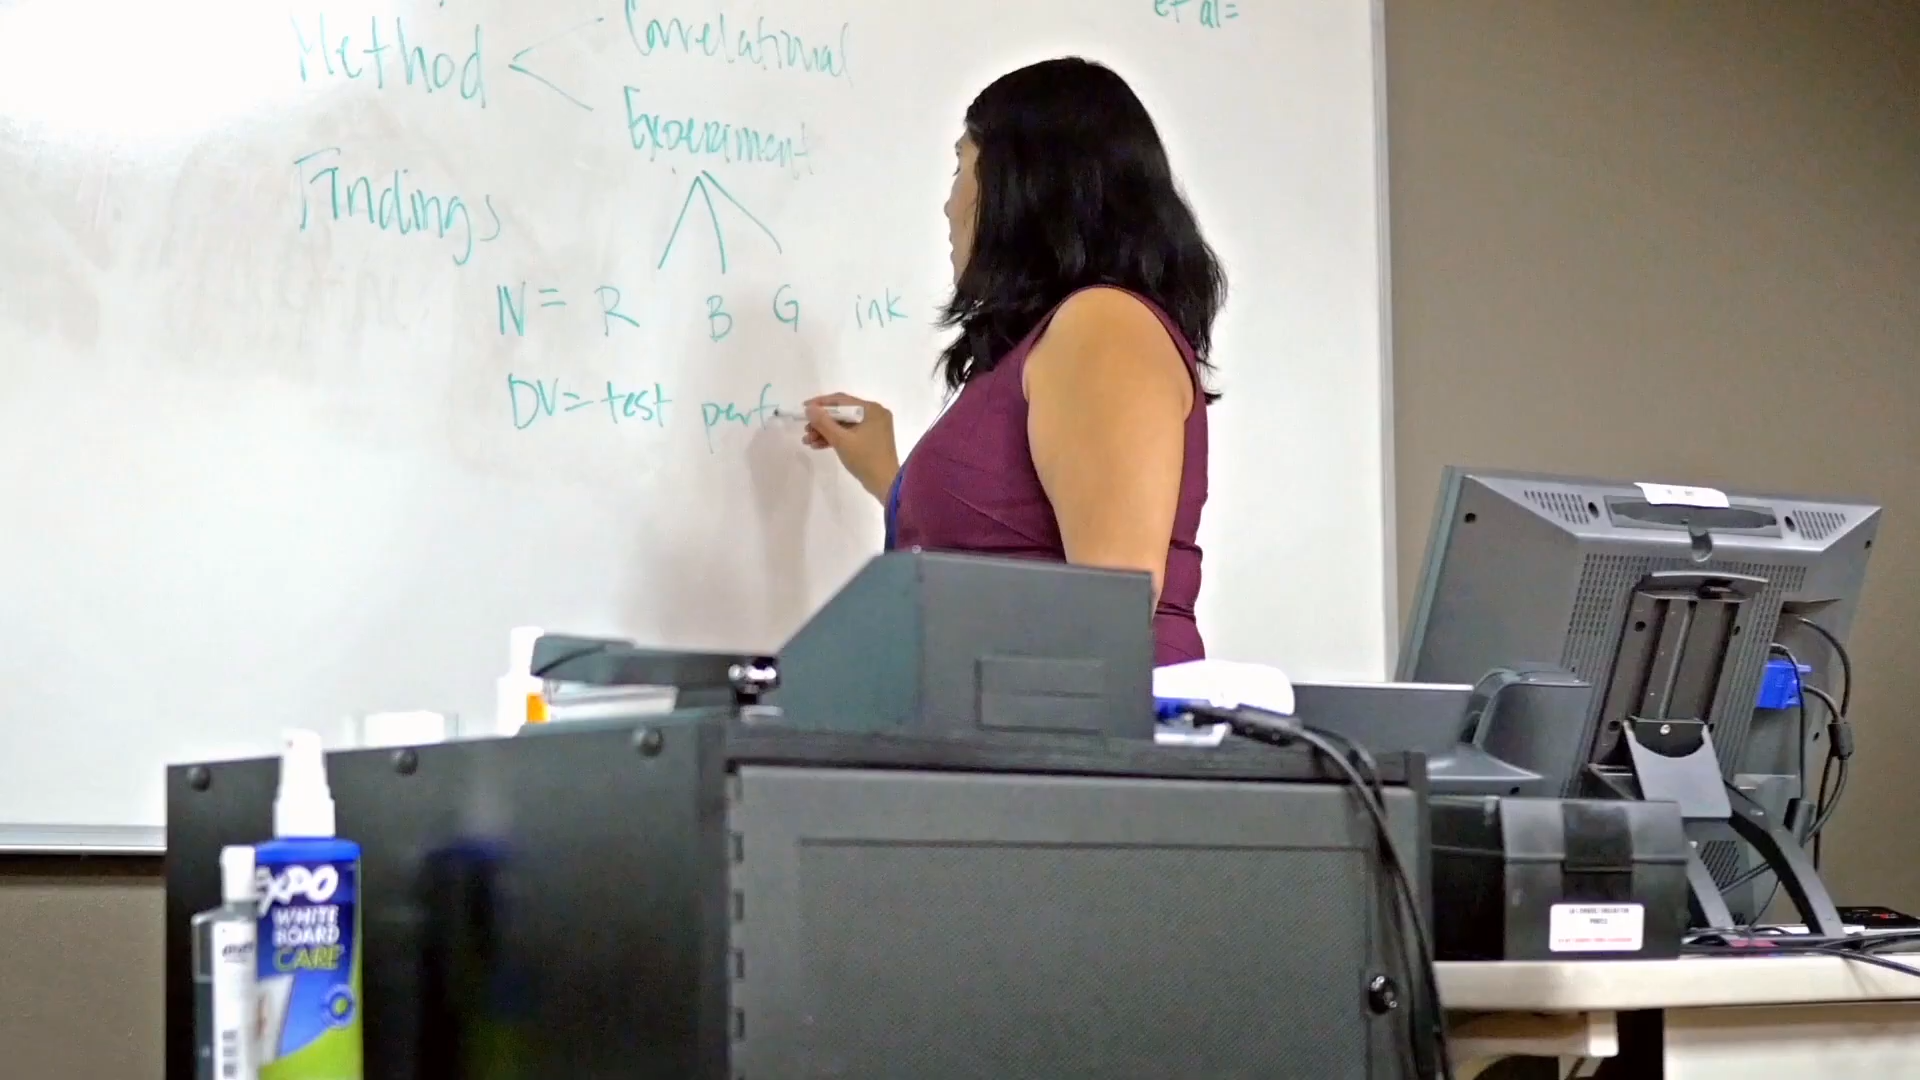 et al=
Method < Correlational
Experiment
Findings
IV = R B G ink
DV= test perf
EXPO
WHITE
BOARD
CARE